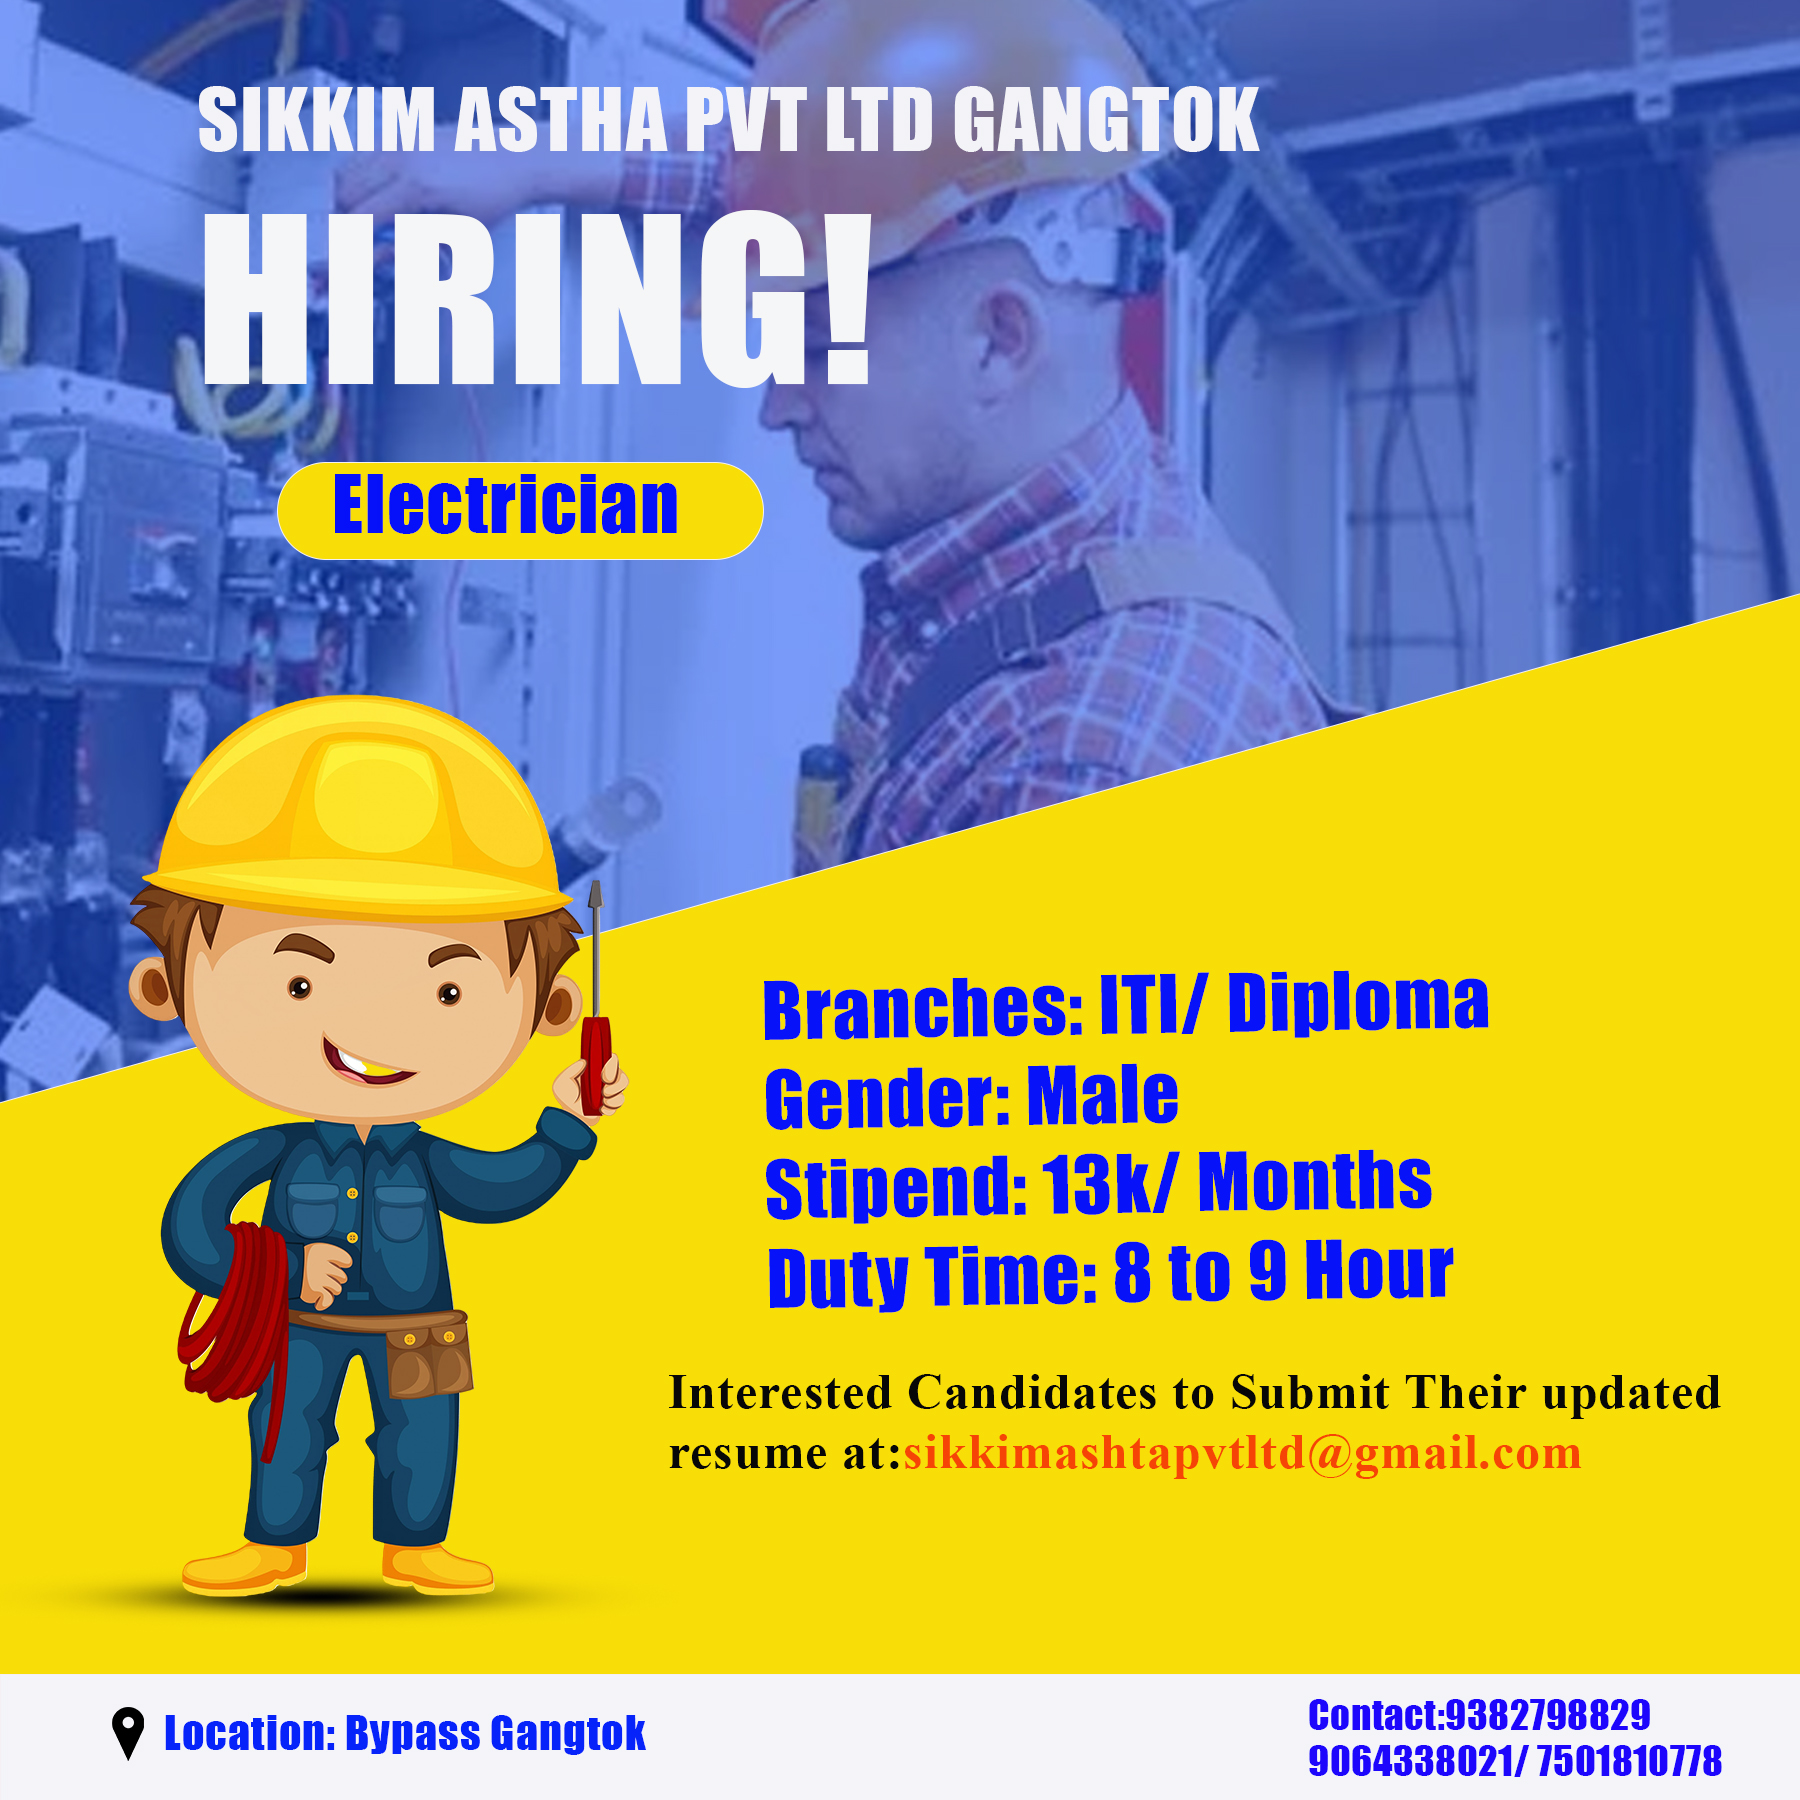 SIKKIM ASTHA PVT LTD GANGTOK
HIRING!
Electrician
Branches: ITI/ Diploma
Gender: Male
Stipend: 13k/ Months
Duty Time: 8 to 9 Hour
Interested Candidates to Submit Their updated
resume at:sikkimashtapvtltd@gmail.com
Location: Bypass Gangtok
Contact:9382798829
9064338021/ 7501810778